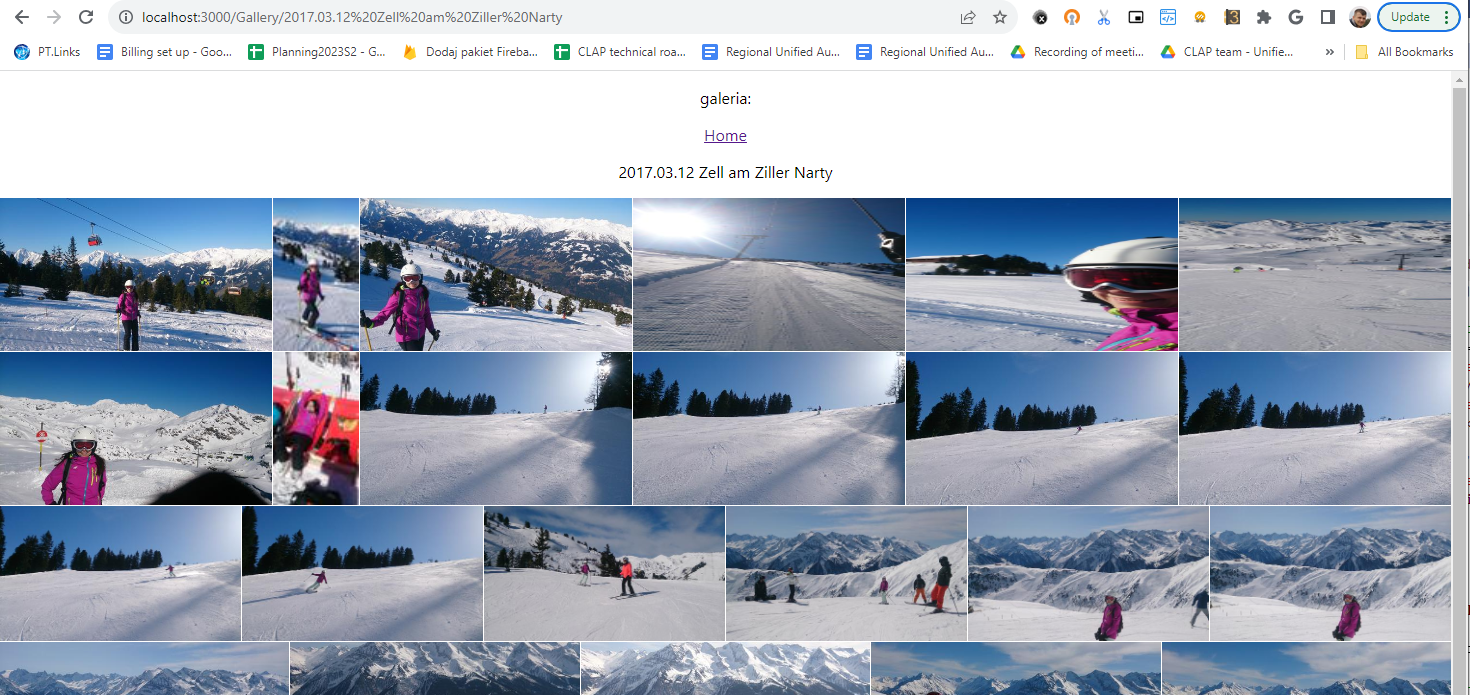 localhost:3000/Gallery/2017.03.12%20Zell%20am%20Ziller%20Narty
Update
PT.Links
Billing set up - Goo...
Planning2023S2 - G...
Dodaj pakiet Fireba...
CLAP technical roa...
Regional Unified Au...
Regional Unified Au...
Recording of meeti...
CLAP team - Unifie...
»
All Bookmarks
galeria:
Home
2017.03.12 Zell am Ziller Narty